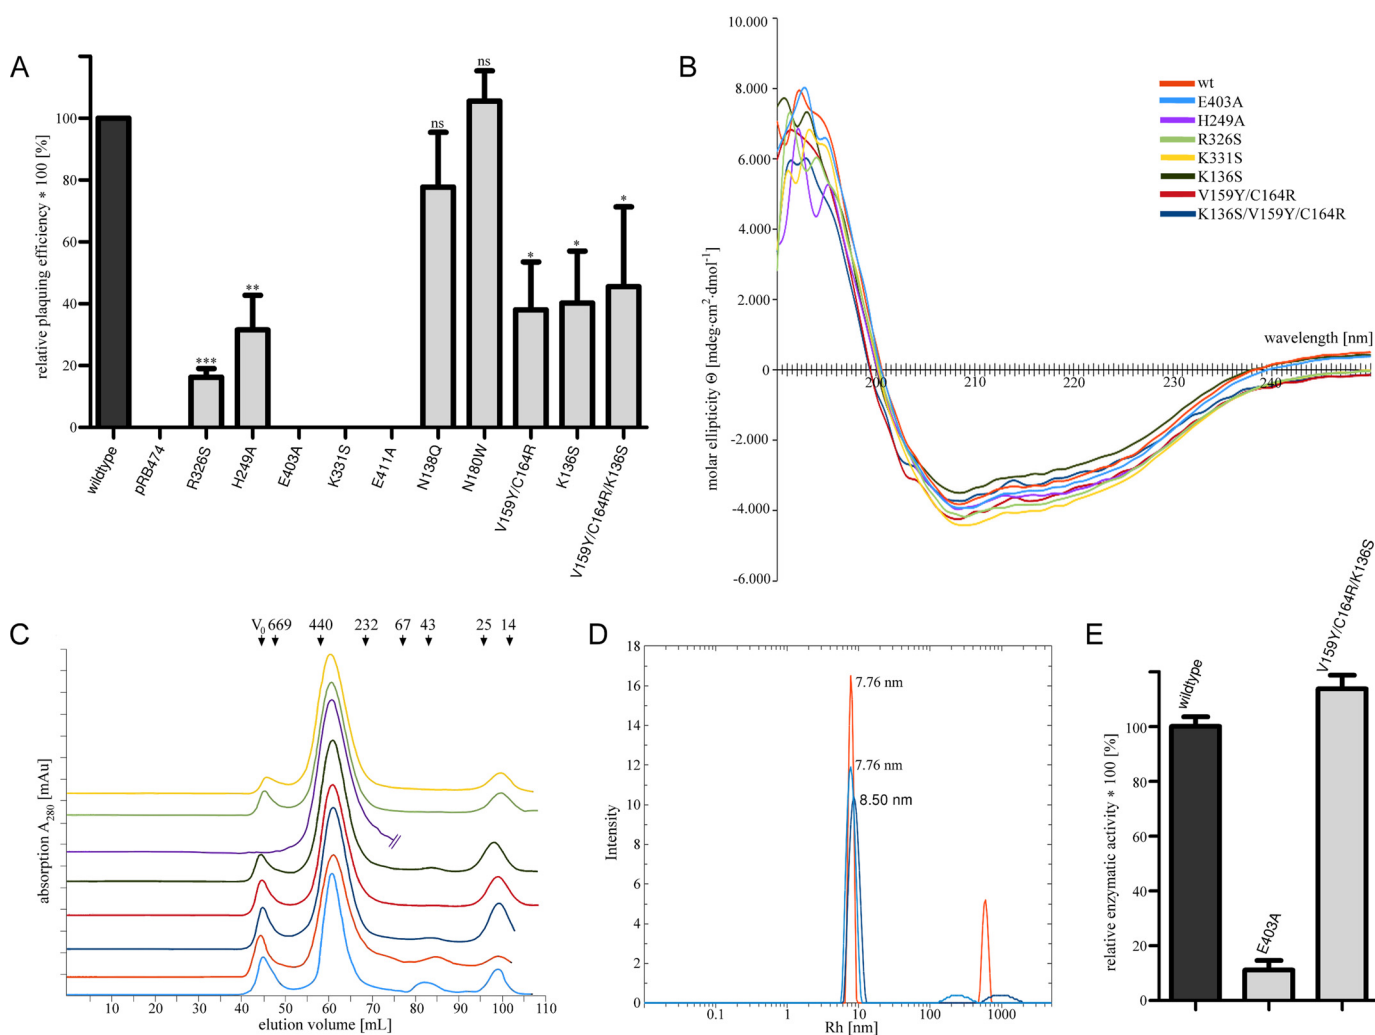 A
relative plaquing efficiency * 100 [%]
100
80
60
40
20
0
*** ** ns ns * * *
wildtype
pRB474
R326S
H249A
E403A
K331S
E411A
N138Q
N180W
V159Y/C164R
K136S
V159Y/C164R/K136S
B
molar ellipticity Θ [mdeg·cm²·dmol⁻¹]
10.000
8.000
6.000
4.000
2.000
0
-2.000
-4.000
-6.000
wavelength [nm]
200 210 220 230 240
wt
E403A
H249A
R326S
K331S
K136S
V159Y/C164R
K136S/V159Y/C164R
C
V₀ 669 440 232 67 43 25 14
absorption A₂₈₀ [mAu]
10 20 30 40 50 60 70 80 90 100 110
elution volume [mL]
D
Intensity
18
16
14
12
10
8
6
4
2
0
7.76 nm
7.76 nm
8.50 nm
0.1 1 10 100 1000
Rh [nm]
E
relative enzymatic activity * 100 [%]
100
80
60
40
20
0
wildtype
E403A
V159Y/C164R/K136S